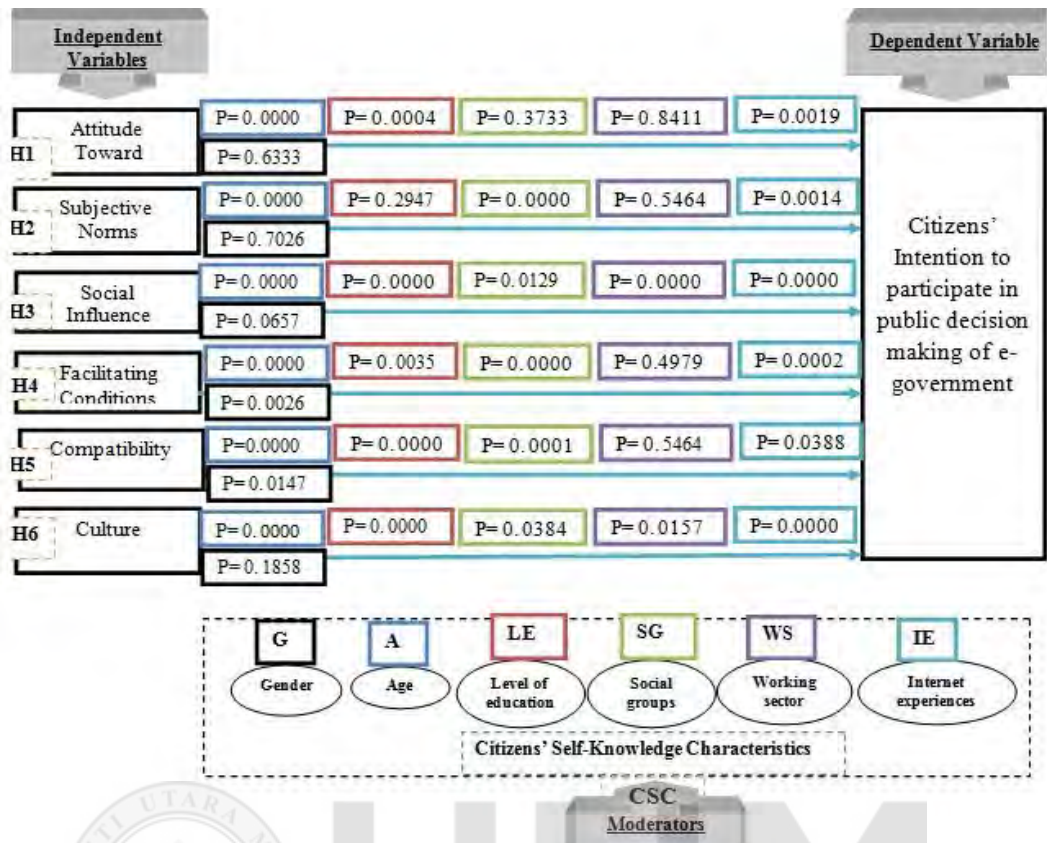 Independent
Variables
Dependent Variable
H1
Attitude
Toward
P= 0.0000
P= 0.0004
P= 0.3733
P= 0.8411
P= 0.0019
P= 0.6333
H2
Subjective
Norms
P= 0.0000
P= 0.2947
P= 0.0000
P= 0.5464
P= 0.0014
P= 0.7026
H3
Social
Influence
P= 0.0000
P= 0.0000
P= 0.0129
P= 0.0000
P= 0.0000
P= 0.0657
H4
Facilitating
Conditions
P= 0.0000
P= 0.0035
P= 0.0000
P= 0.4979
P= 0.0002
P= 0.0026
H5
Compatibility
P=0.0000
P= 0.0000
P= 0.0001
P= 0.5464
P= 0.0388
P= 0.0147
H6
Culture
P= 0.0000
P= 0.0000
P= 0.0384
P= 0.0157
P= 0.0000
P= 0.1858
Citizens'
Intention to
participate in
public decision
making of e-
government
G
A
LE
SG
WS
IE
Gender
Age
Level of
education
Social
groups
Working
sector
Internet
experiences
Citizens' Self-Knowledge Characteristics
CSC
Moderators
UTARA